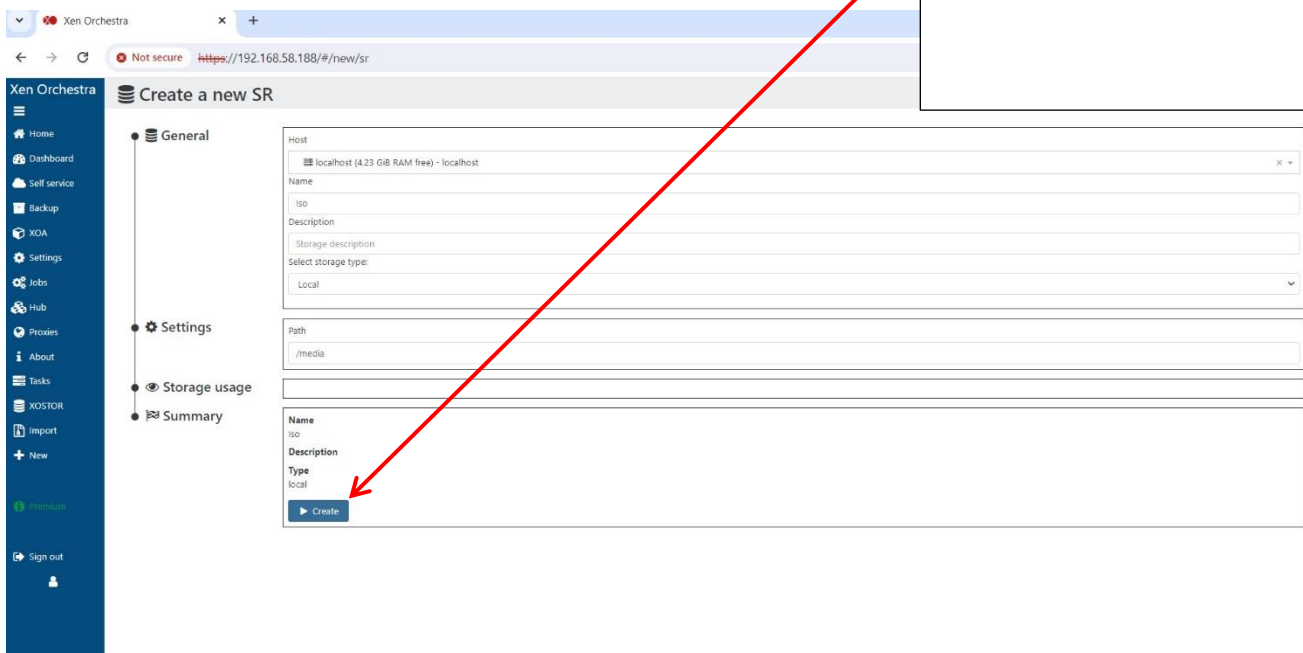 Xen Orchestra
Not secure https://192.168.58.188/#/new/sr
Xen Orchestra
Create a new SR
Home
Dashboard
Self service
Backup
XOA
Settings
Jobs
Hub
Proxies
About
Tasks
XOSTOR
Import
New
Premium
Sign out
General
Host
localhost (4.23 GiB RAM free) - localhost
Name
Iso
Description
Storage description
Select storage type:
Local
Settings
Path
/media
Storage usage
Summary
Name
Iso
Description
Type
local
Create